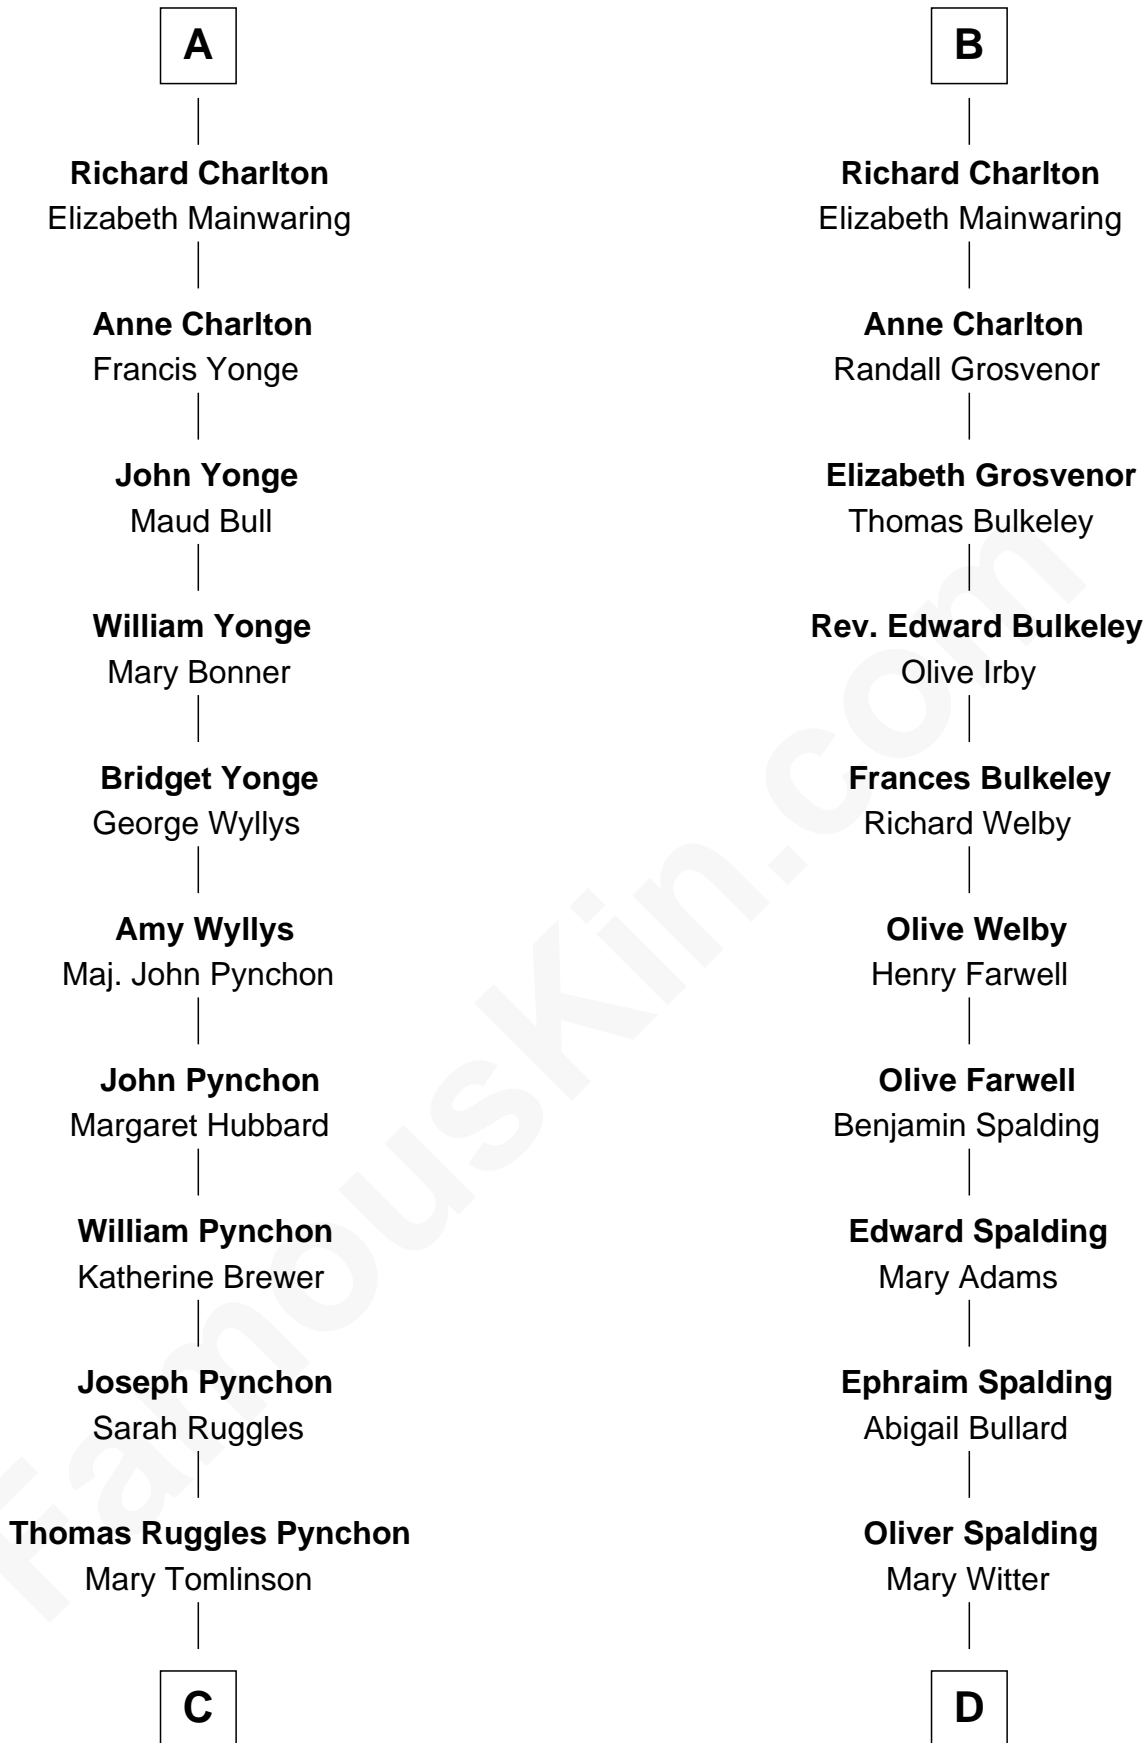 A
Richard Charlton
Elizabeth Mainwaring
Anne Charlton
Francis Yonge
John Yonge
Maud Bull
William Yonge
Mary Bonner
Bridget Yonge
George Wyllys
Amy Wyllys
Maj. John Pynchon
John Pynchon
Margaret Hubbard
William Pynchon
Katherine Brewer
Joseph Pynchon
Sarah Ruggles
Thomas Ruggles Pynchon
Mary Tomlinson
C
B
Richard Charlton
Elizabeth Mainwaring
Anne Charlton
Randall Grosvenor
Elizabeth Grosvenor
Thomas Bulkeley
Rev. Edward Bulkeley
Olive Irby
Frances Bulkeley
Richard Welby
Olive Welby
Henry Farwell
Olive Farwell
Benjamin Spalding
Edward Spalding
Mary Adams
Ephraim Spalding
Abigail Bullard
Oliver Spalding
Mary Witter
D
FamousKin.com